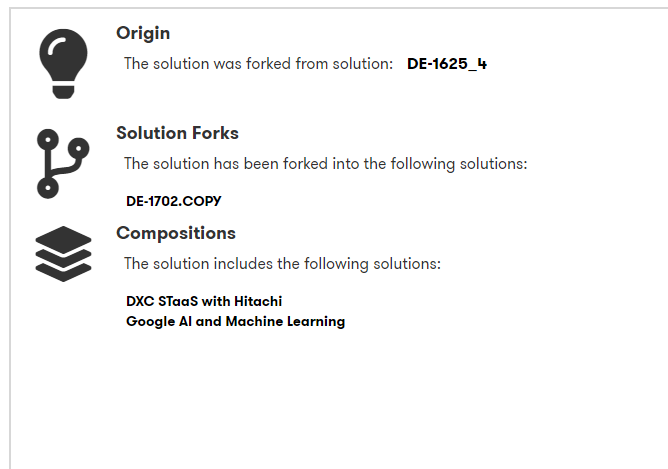 Origin
The solution was forked from solution: DE-1625_4
Solution Forks
The solution has been forked into the following solutions:
DE-1702.COPY
Compositions
The solution includes the following solutions:
DXC STaaS with Hitachi
Google AI and Machine Learning